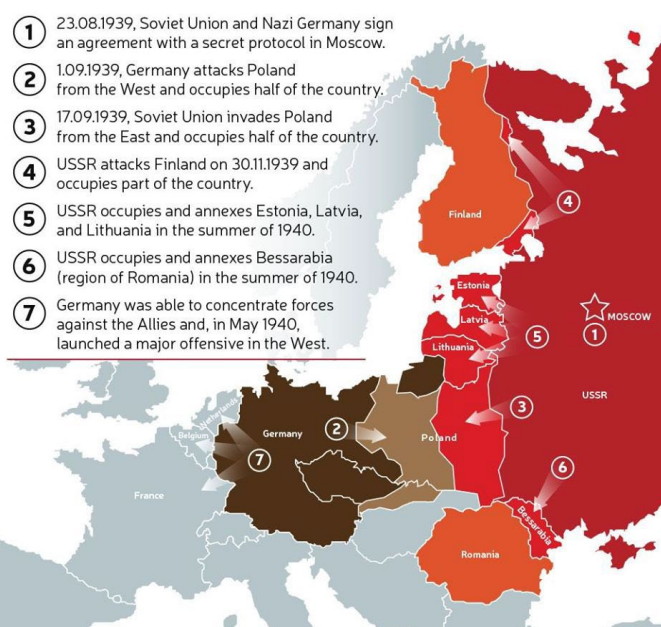 1 23.08.1939, Soviet Union and Nazi Germany sign
an agreement with a secret protocol in Moscow.
2 1.09.1939, Germany attacks Poland
from the West and occupies half of the country.
3 17.09.1939, Soviet Union invades Poland
from the East and occupies half of the country.
4 USSR attacks Finland on 30.11.1939 and
occupies part of the country.
5 USSR occupies and annexes Estonia, Latvia,
and Lithuania in the summer of 1940.
6 USSR occupies and annexes Bessarabia
(region of Romania) in the summer of 1940.
7 Germany was able to concentrate forces
against the Allies and, in May 1940,
launched a major offensive in the West.
4
Finland
Estonia
MOSCOW
Latvia
1
5
Lithuania
USSR
3
Netherlands
Belgium
Germany
2
Poland
7
6
France
Bessarabia
Romania